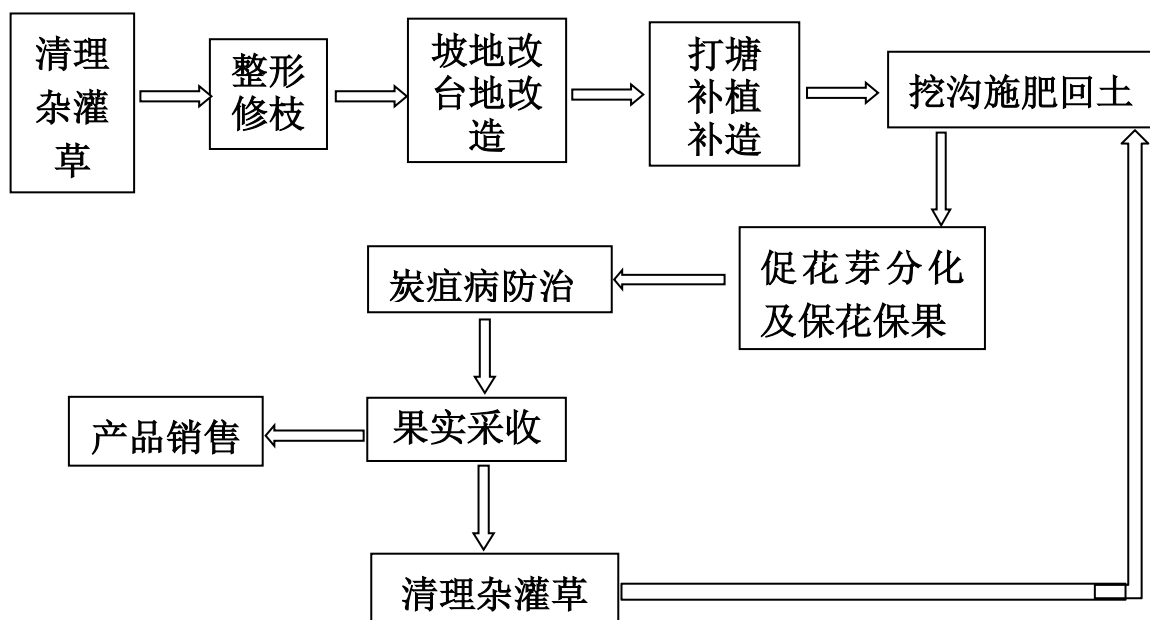 清理
杂灌
草
整形
修枝
坡地改
台地改
造
打塘
补植
补造
挖沟施肥回土
促花芽分化
及保花保果
炭疽病防治
果实采收
产品销售
清理杂灌草